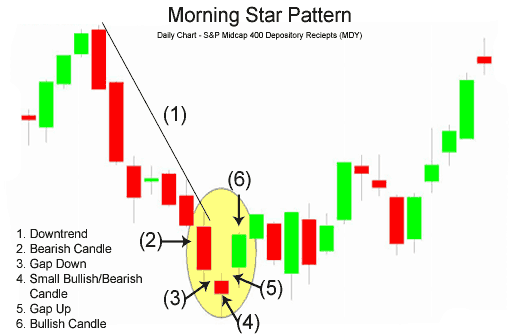 Morning Star Pattern
Daily Chart - S&P Midcap 400 Depository Reciepts (MDY)
(1)
(6)
(2)
(3)
(5)
(4)
1. Downtrend
2. Bearish Candle
3. Gap Down
4. Small Bullish/Bearish
Candle
5. Gap Up
6. Bullish Candle